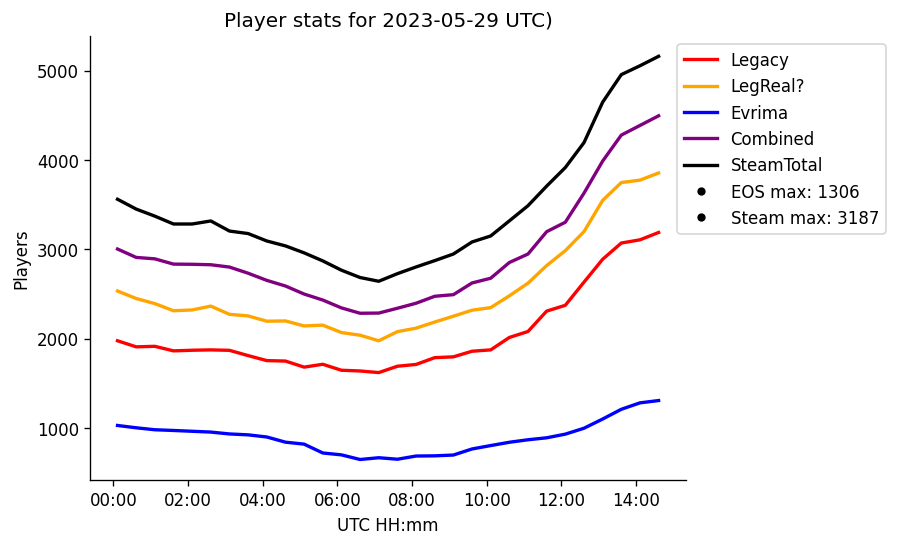 Player stats for 2023-05-29 UTC)
Legacy
LegReal?
Evrima
Combined
SteamTotal
EOS max: 1306
Steam max: 3187
Players
5000
4000
3000
2000
1000
00:00 02:00 04:00 06:00 08:00 10:00 12:00 14:00
UTC HH:mm